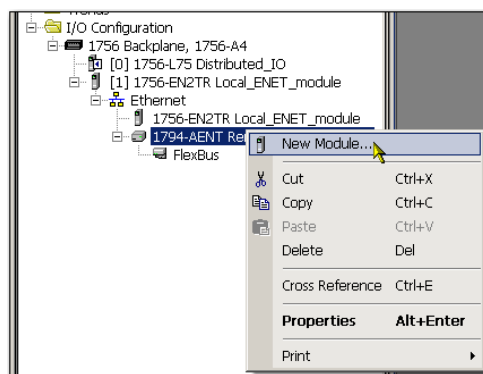 I/O Configuration
1756 Backplane, 1756-A4
[0] 1756-L75 Distributed_IO
[1] 1756-EN2TR Local_ENET_module
Ethernet
1756-EN2TR Local_ENET_module
1794-AENT
FlexBus
New Module...
Cut Ctrl+X
Copy Ctrl+C
Paste Ctrl+V
Delete Del
Cross Reference Ctrl+E
Properties Alt+Enter
Print